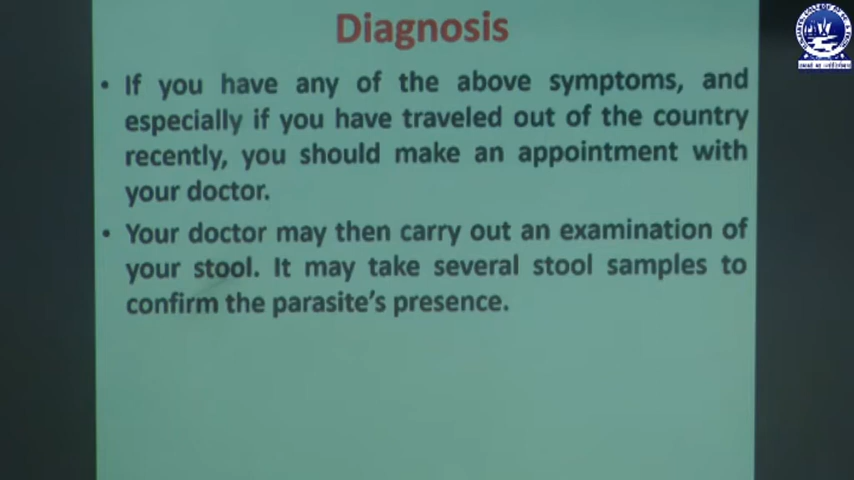 Diagnosis
• If you have any of the above symptoms, and
especially if you have traveled out of the country
recently, you should make an appointment with
your doctor.
• Your doctor may then carry out an examination of
your stool. It may take several stool samples to
confirm the parasite's presence.